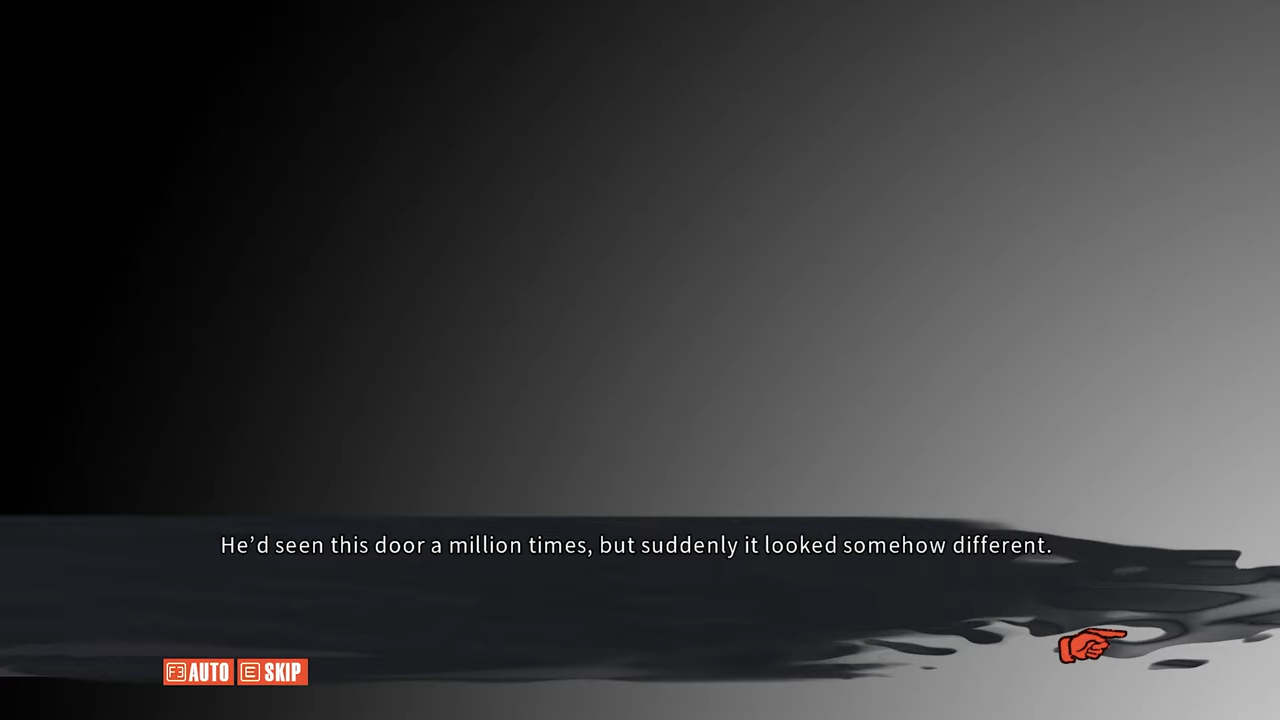 He’d seen this door a million times, but suddenly it looked somehow different.
F3 AUTO E SKIP